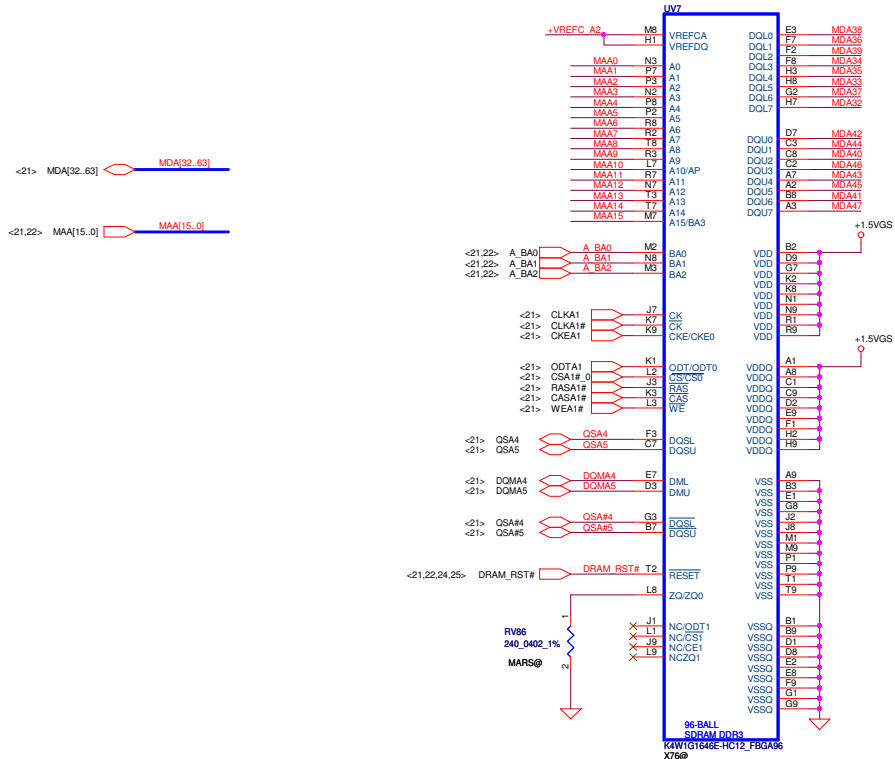 UV7
+VREFC_A2 M8 VREFCA
H1 VREFDQ
MAA0 N3 A0
MAA1 P7 A1
MAA2 P3 A2
MAA3 N2 A3
MAA4 P8 A4
MAA5 P2 A5
MAA6 R8 A6
MAA7 R2 A7
MAA8 T8 A8
MAA9 R3 A9
MAA10 L7 A10/AP
MAA11 R7 A11
MAA12 N7 A12
MAA13 T3 A13
MAA14 T7 A14
MAA15 M7 A15/BA3
DQL0 E3 MDA38
DQL1 F7 MDA36
DQL2 F2 MDA39
DQL3 F8 MDA34
DQL4 H3 MDA35
DQL5 H8 MDA33
DQL6 G2 MDA37
DQL7 H7 MDA32
DQU0 D7 MDA42
DQU1 C3 MDA44
DQU2 C8 MDA40
DQU3 C2 MDA46
DQU4 A7 MDA43
DQU5 A2 MDA45
DQU6 B8 MDA41
DQU7 A3 MDA47
<21> MDA[32..63] MDA[32..63]
<21,22> MAA[15..0] MAA[15..0]
<21,22> A_BA0 A_BA0 M2 BA0
<21,22> A_BA1 A_BA1 N8 BA1
<21,22> A_BA2 A_BA2 M3 BA2
+1.5VGS
VDD B2
VDD D9
VDD G7
VDD K2
VDD K8
VDD N1
VDD N9
VDD R1
VDD R9
<21> CLKA1 J7 CK
<21> CLKA1# K7 CK
<21> CKEA1 K9 CKE/CKE0
+1.5VGS
<21> ODTA1 K1 ODT/ODT0
<21> CSA1#_0 L2 CS/CS0
<21> RASA1# J3 RAS
<21> CASA1# K3 CAS
<21> WEA1# L3 WE
VDDQ A1
VDDQ A8
VDDQ C1
VDDQ C9
VDDQ D2
VDDQ E9
VDDQ F1
VDDQ H2
VDDQ H9
<21> QSA4 QSA4 F3 DQSL
<21> QSA5 QSA5 C7 DQSU
<21> DQMA4 DQMA4 E7 DML
<21> DQMA5 DQMA5 D3 DMU
<21> QSA#4 QSA#4 G3 DQSL
<21> QSA#5 QSA#5 B7 DQSU
VSS A9
VSS B3
VSS E1
VSS G8
VSS J2
VSS J8
VSS M1
VSS M9
VSS P1
VSS P9
VSS T1
VSS T9
<21,22,24,25> DRAM_RST# DRAM_RST# T2 RESET
L8 ZQ/ZQ0
1
RV86
240_0402_1%
MARS@
2
J1 NC/ODT1
L1 NC/CS1
J9 NC/CE1
L9 NCZQ1
VSSQ B1
VSSQ B9
VSSQ D1
VSSQ D8
VSSQ E2
VSSQ E8
VSSQ F9
VSSQ G1
VSSQ G9
96-BALL
SDRAM DDR3
K4W1G1646E-HC12_FBGA96
X76@